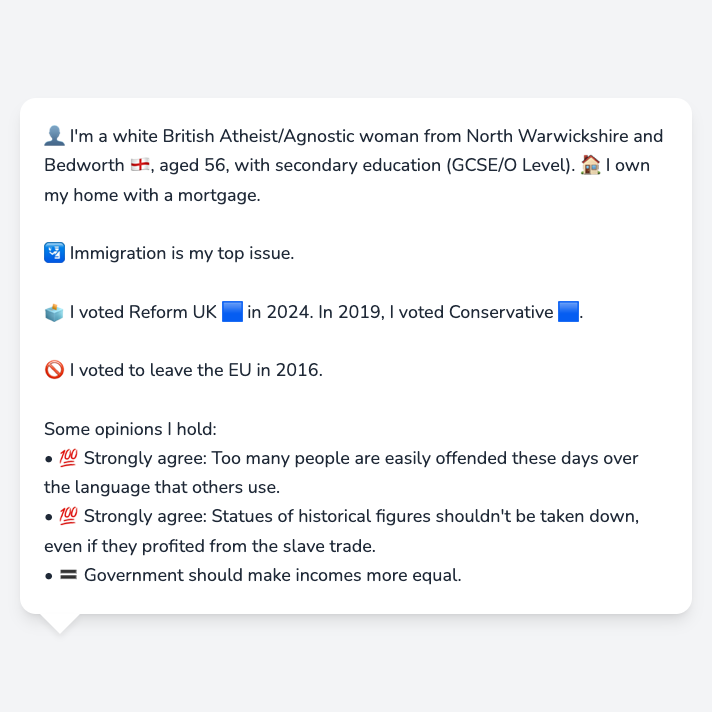 👤 I'm a white British Atheist/Agnostic woman from North Warwickshire and
Bedworth 🏴󠁧󠁢󠁥󠁮󠁧󠁿, aged 56, with secondary education (GCSE/O Level). 🏠 I own
my home with a mortgage.
🛂 Immigration is my top issue.
🗳️ I voted Reform UK 🟦 in 2024. In 2019, I voted Conservative 🟦.
🚫 I voted to leave the EU in 2016.
Some opinions I hold:
• 💯 Strongly agree: Too many people are easily offended these days over
the language that others use.
• 💯 Strongly agree: Statues of historical figures shouldn't be taken down,
even if they profited from the slave trade.
• 🟰 Government should make incomes more equal.